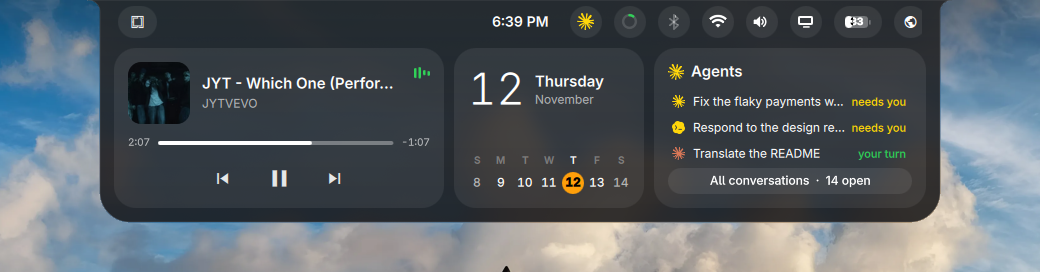 6:39 PM
83
JYT - Which One (Perfor...
JYTVEVO
2:07
-1:07
12
Thursday
November
S M T W T F S
8 9 10 11 12 13 14
Agents
Fix the flaky payments w... needs you
Respond to the design re... needs you
Translate the README your turn
All conversations · 14 open